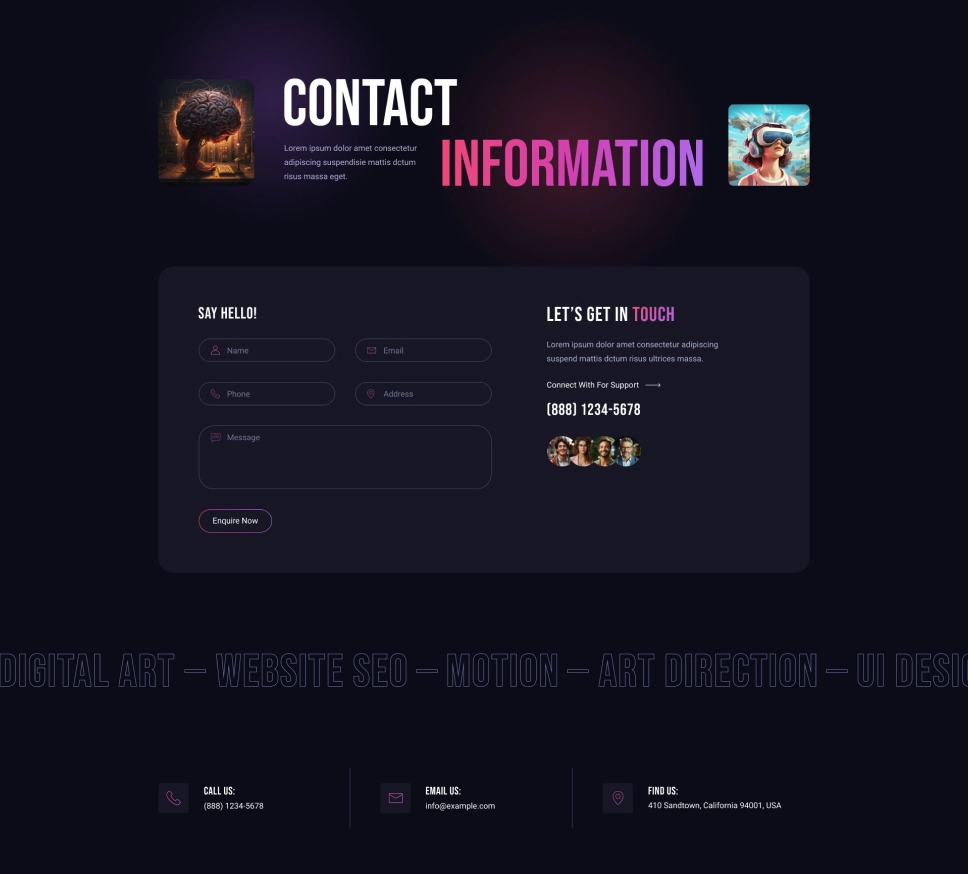 CONTACT
Lorem ipsum dolor amet consectetur
adipiscing suspendisie mattis dctum
risus massa eget.
INFORMATION
SAY HELLO!
Name
Email
Phone
Address
Message
Enquire Now
LET'S GET IN TOUCH
Lorem ipsum dolor amet consectetur adipiscing
suspend mattis dctum risus ultrices massa.
Connect With For Support
(888) 1234-5678
DIGITAL ART — WEBSITE SEO — MOTION — ART DIRECTION — UI DESIG
CALL US:
(888) 1234-5678
EMAIL US:
info@example.com
FIND US:
410 Sandtown, California 94001, USA